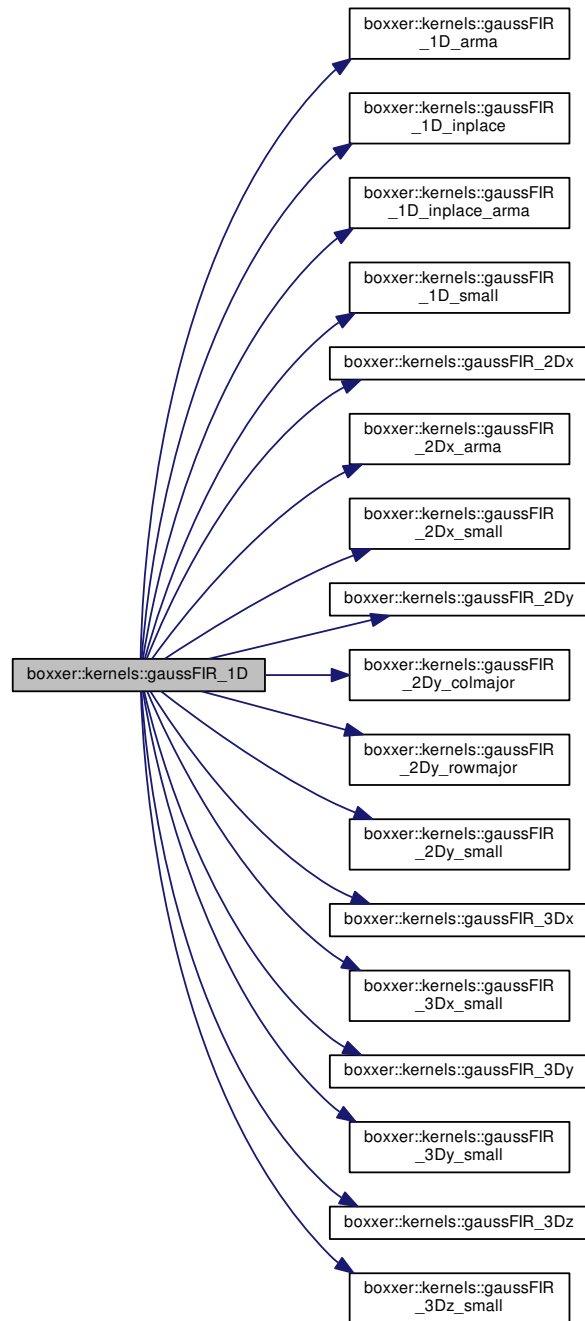 boxxer::kernels::gaussFIR
_1D_arma
boxxer::kernels::gaussFIR
_1D_inplace
boxxer::kernels::gaussFIR
_1D_inplace_arma
boxxer::kernels::gaussFIR
_1D_small
boxxer::kernels::gaussFIR_2Dx
boxxer::kernels::gaussFIR
_2Dx_arma
boxxer::kernels::gaussFIR
_2Dx_small
boxxer::kernels::gaussFIR_2Dy
boxxer::kernels::gaussFIR_1D
boxxer::kernels::gaussFIR
_2Dy_colmajor
boxxer::kernels::gaussFIR
_2Dy_rowmajor
boxxer::kernels::gaussFIR
_2Dy_small
boxxer::kernels::gaussFIR_3Dx
boxxer::kernels::gaussFIR
_3Dx_small
boxxer::kernels::gaussFIR_3Dy
boxxer::kernels::gaussFIR
_3Dy_small
boxxer::kernels::gaussFIR_3Dz
boxxer::kernels::gaussFIR
_3Dz_small